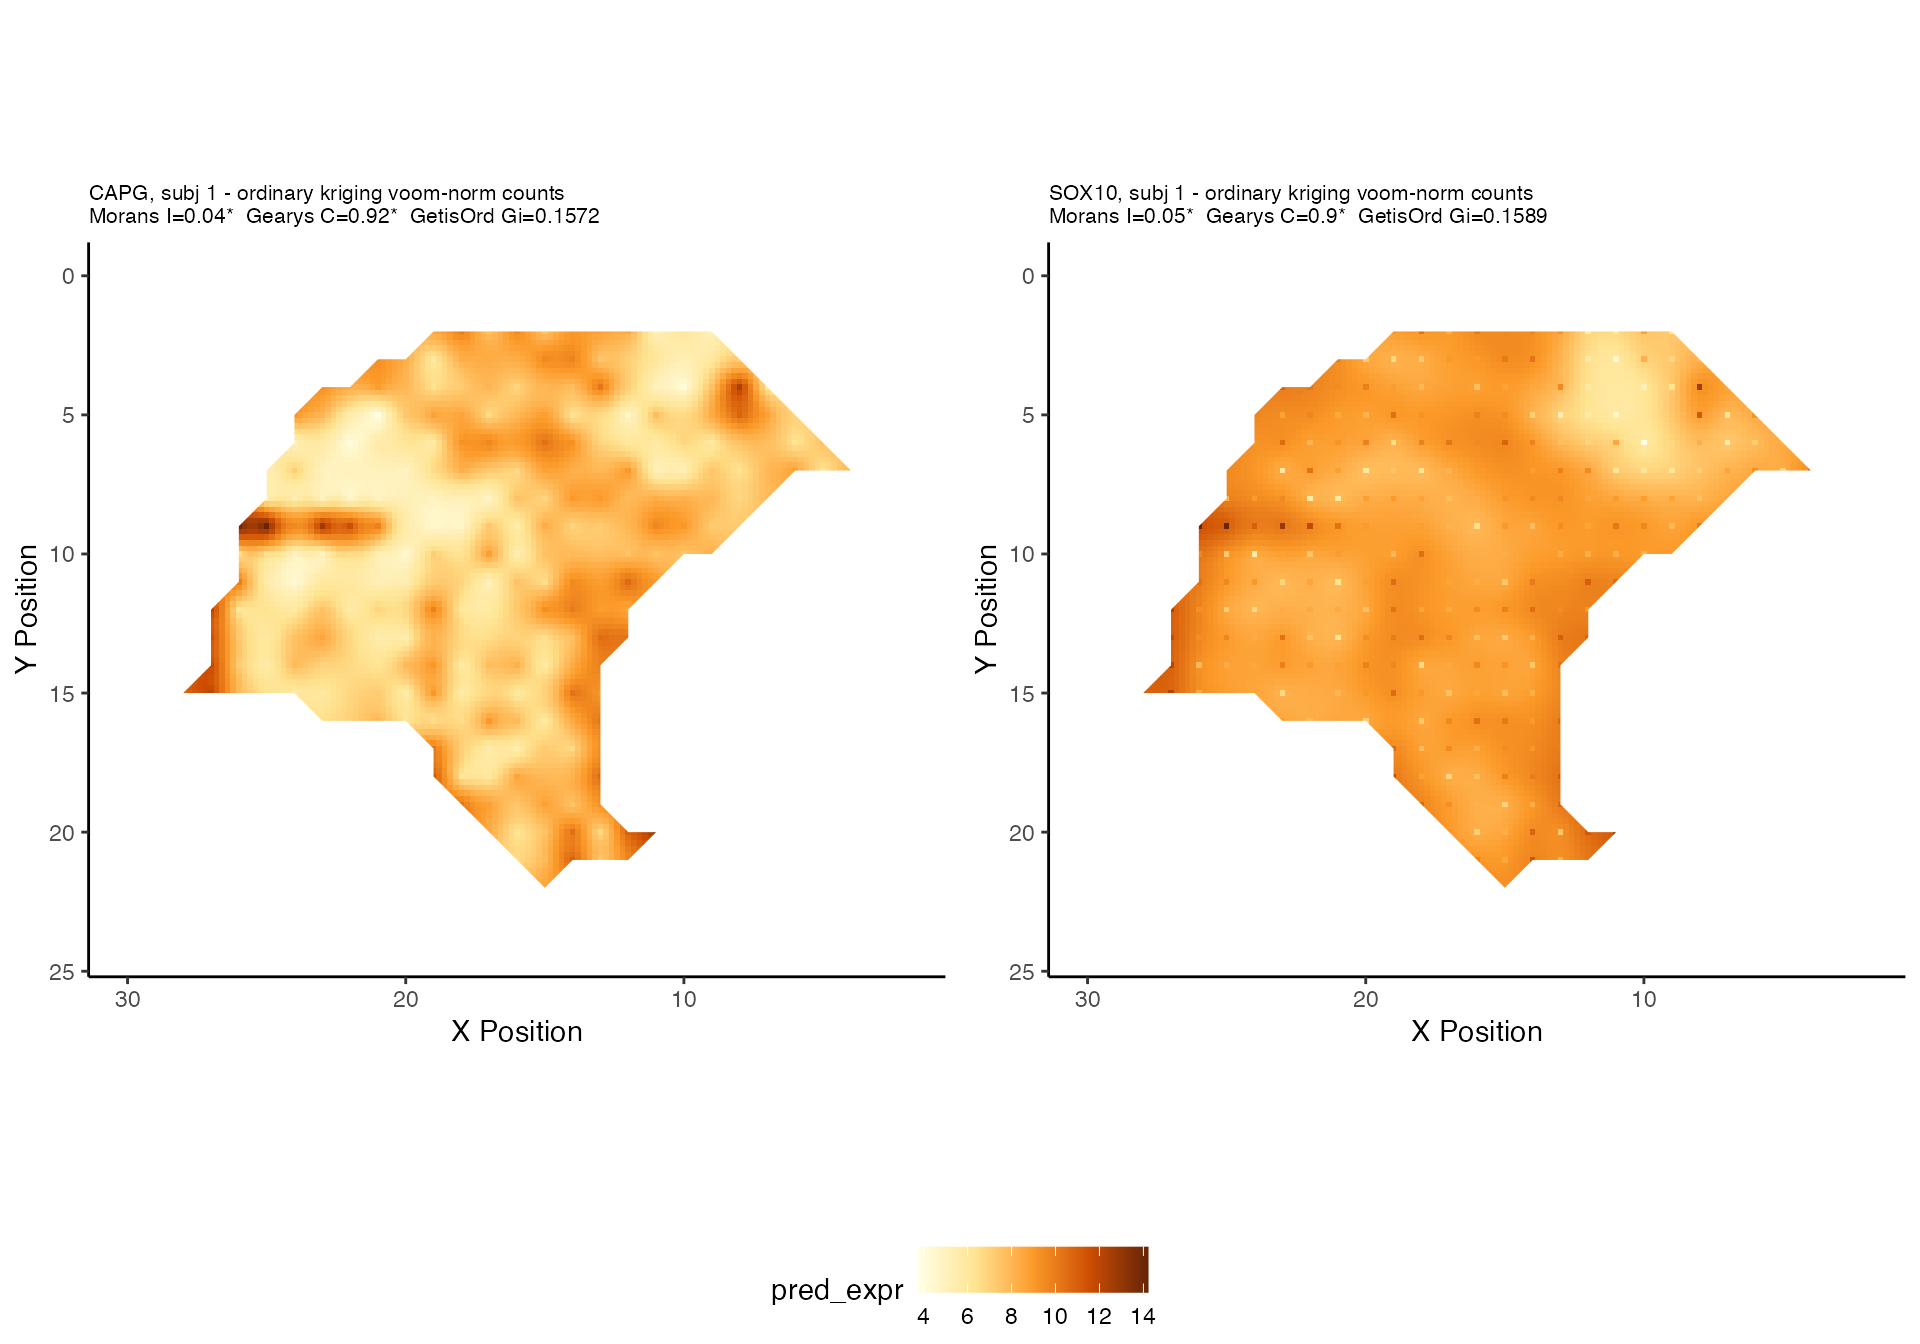 CAPG, subj 1 - ordinary kriging voom-norm counts
Morans I=0.04*  Gearys C=0.92*  GetisOrd Gi=0.1572
0
5
10
15
20
25
Y Position
30
20
10
X Position
SOX10, subj 1 - ordinary kriging voom-norm counts
Morans I=0.05*  Gearys C=0.9*  GetisOrd Gi=0.1589
0
5
10
15
20
25
Y Position
30
20
10
X Position
pred_expr
4 6 8 10 12 14